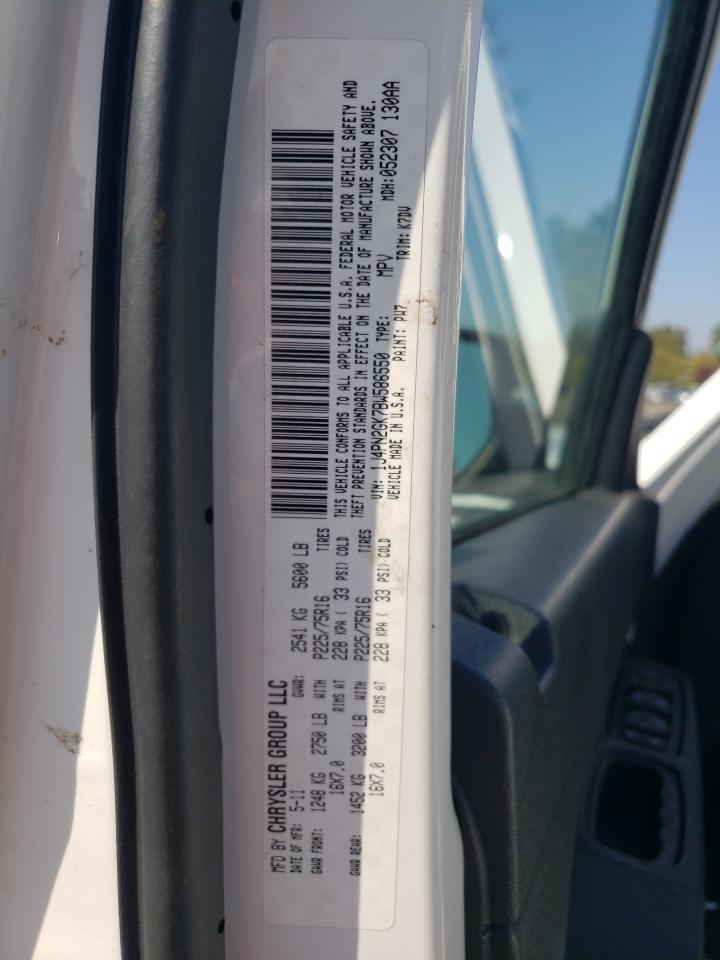 MFD BY CHRYSLER GROUP LLC
DATE OF MFR: 5-11 GVWR: 2541 KG 5600 LB
GAWR FRONT: 1248 KG 2750 LB WITH P225/75R16 TIRES
16X7.0 RIMS AT 228 KPA ( 33 PSI) COLD
GAWR REAR: 1452 KG 3200 LB WITH P225/75R16 TIRES
16X7.0 RIMS AT 228 KPA ( 33 PSI) COLD
THIS VEHICLE CONFORMS TO ALL APPLICABLE U.S.A. FEDERAL MOTOR VEHICLE SAFETY AND
THEFT PREVENTION STANDARDS IN EFFECT ON THE DATE OF MANUFACTURE SHOWN ABOVE.
VIN: 1J4PN2GK7BW586550 TYPE: MPV MDH:052307 130AA
VEHICLE MADE IN U.S.A. PAINT: PW7 TRIM: K7DV